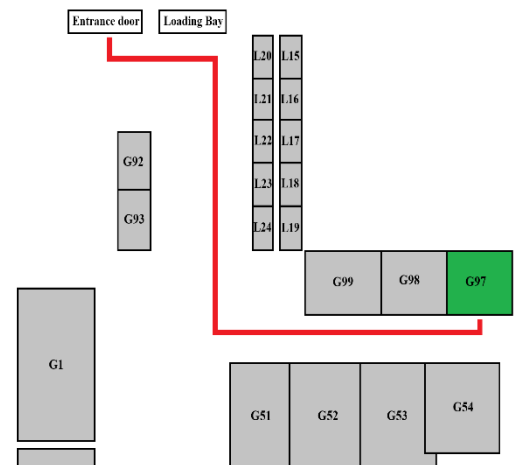 Entrance door
Loading Bay
L20 L15
L21 L16
L22 L17
L23 L18
L24 L19
G92
G93
G99 G98 G97
G1
G51 G52 G53 G54